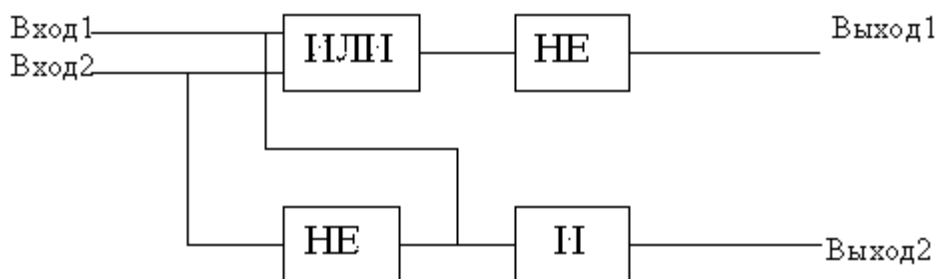 Вход1
ИЛИ
НЕ
Выход1
Вход2
НЕ
И
Выход2